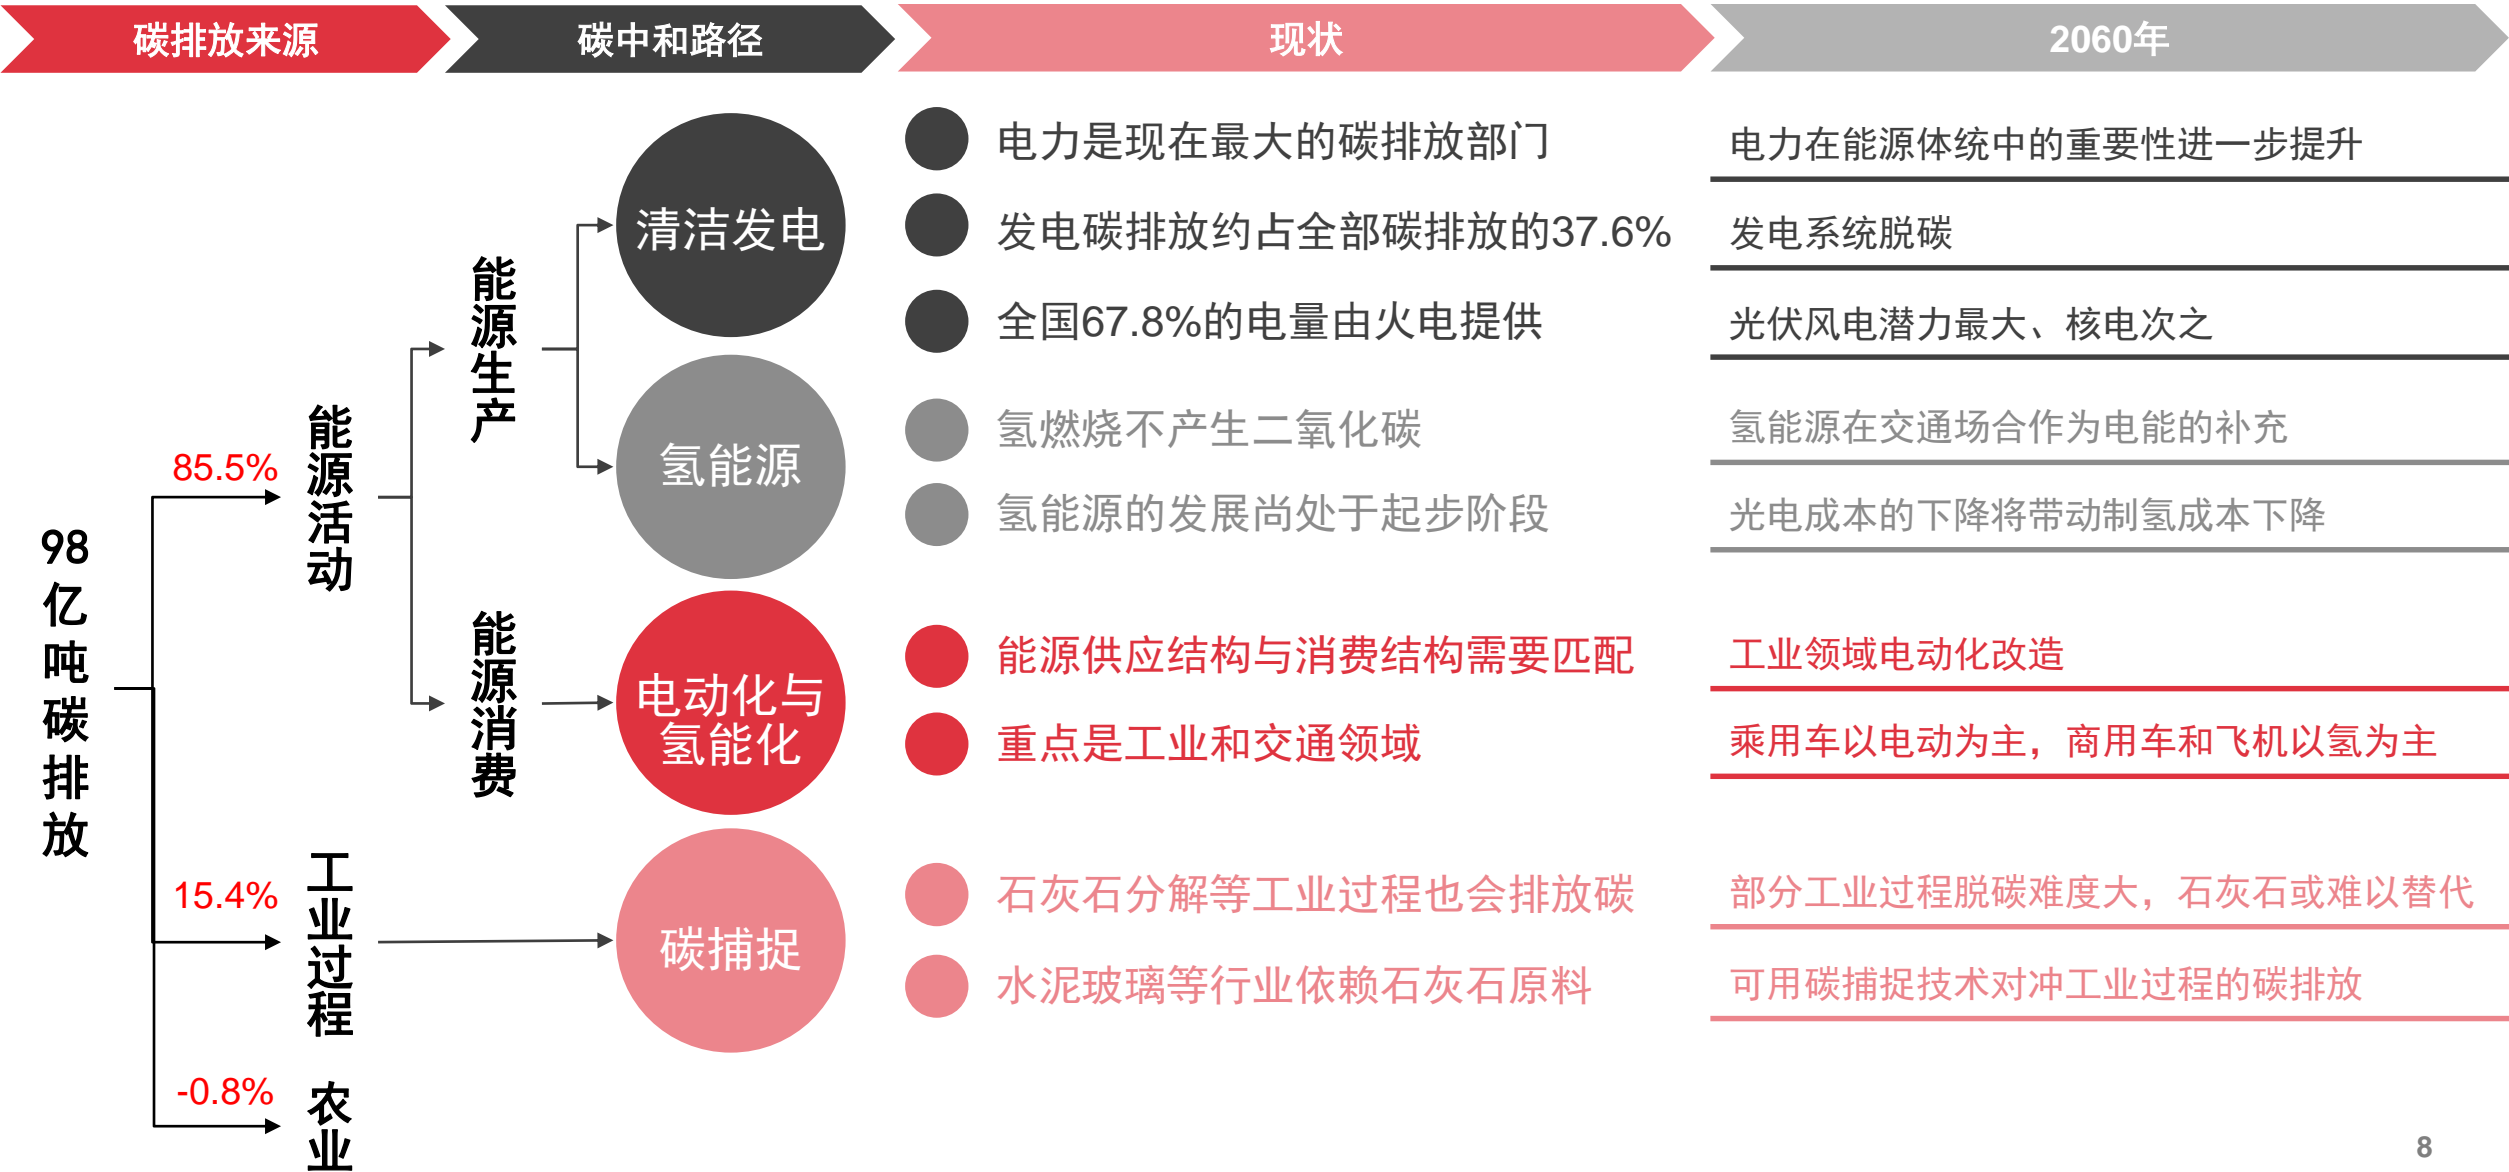 碳排放来源
碳中和路径
现状
2060年
98亿吨碳排放
85.5%
能源活动
15.4%
工业过程
-0.8%
农业
能源生产
能源消费
清洁发电
氢能源
电动化与
氢能化
碳捕捉
电力是现在最大的碳排放部门
电力在能源体统中的重要性进一步提升
发电碳排放约占全部碳排放的37.6%
发电系统脱碳
全国67.8%的电量由火电提供
光伏风电潜力最大、核电次之
氢燃烧不产生二氧化碳
氢能源在交通场合作为电能的补充
氢能源的发展尚处于起步阶段
光电成本的下降将带动制氢成本下降
能源供应结构与消费结构需要匹配
工业领域电动化改造
重点是工业和交通领域
乘用车以电动为主，商用车和飞机以氢为主
石灰石分解等工业过程也会排放碳
部分工业过程脱碳难度大，石灰石或难以替代
水泥玻璃等行业依赖石灰石原料
可用碳捕捉技术对冲工业过程的碳排放
8